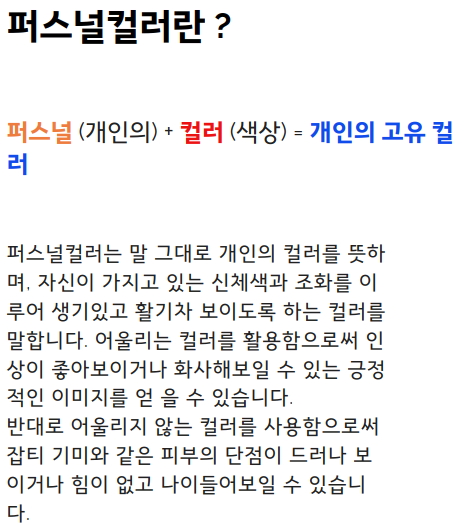 퍼스널컬러란 ?
퍼스널 (개인의) + 컬러 (색상) = 개인의 고유 컬
러
퍼스널컬러는 말 그대로 개인의 컬러를 뜻하
며, 자신이 가지고 있는 신체색과 조화를 이
루어 생기있고 활기차 보이도록 하는 컬러를
말합니다. 어울리는 컬러를 활용함으로써 인
상이 좋아보이거나 화사해보일 수 있는 긍정
적인 이미지를 얻 을 수 있습니다.
반대로 어울리지 않는 컬러를 사용함으로써
잡티 기미와 같은 피부의 단점이 드러나 보
이거나 힘이 없고 나이들어보일 수 있습니
다.